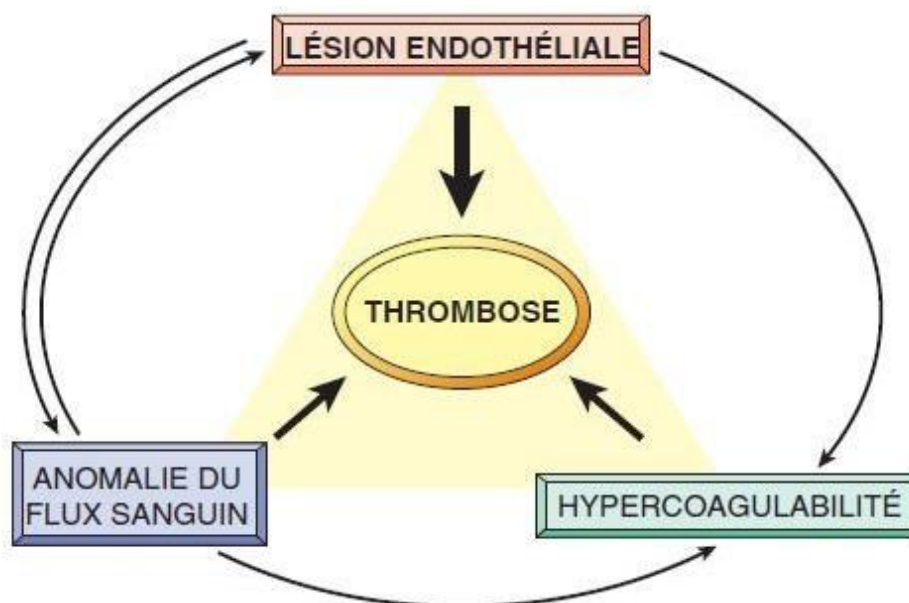 LÉSION ENDOTHÉLIALE
THROMBOSE
ANOMALIE DU
FLUX SANGUIN
HYPERCOAGULABILITÉ